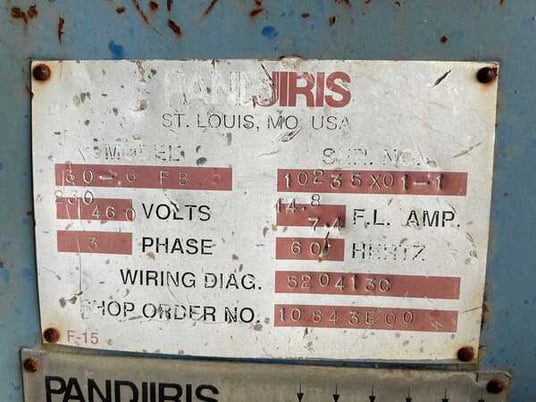 PANDJIRIS
ST. LOUIS, MO USA
MODEL SER. NO.
30-6 FB 10235X01-1
230 14.8
460 VOLTS 7.4 F.L. AMP.
3 PHASE 60 HERTZ
WIRING DIAG. 5204130
SHOP ORDER NO. 10843E00
F-15
PANDJIRIS